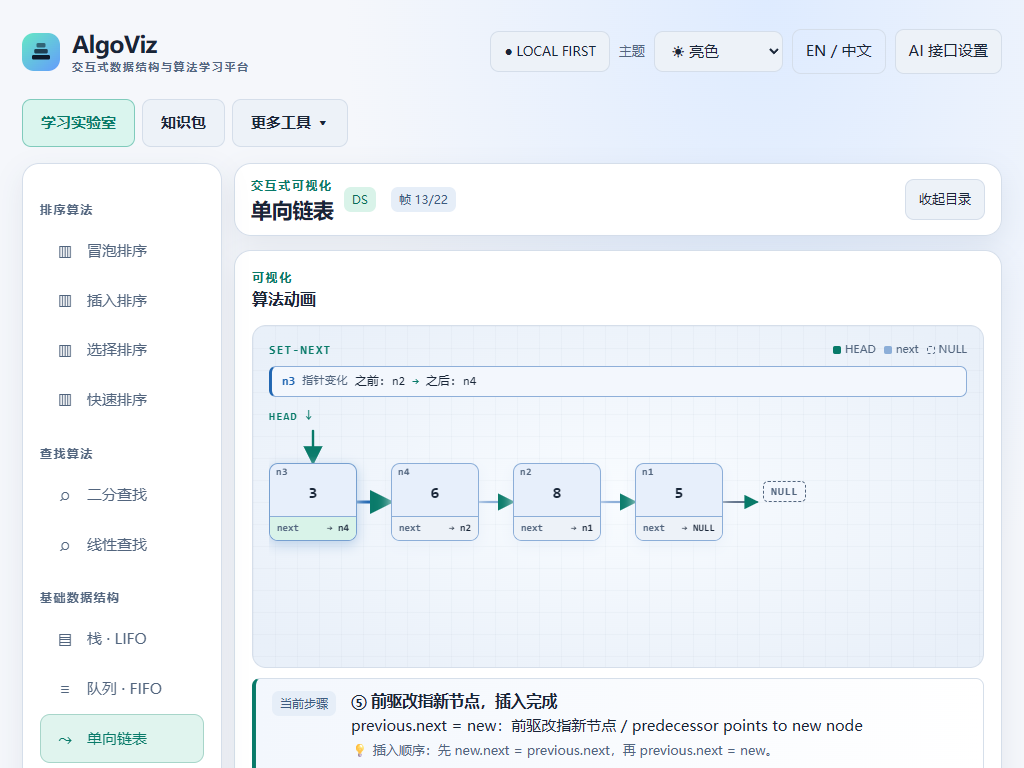 AlgoViz
交互式数据结构与算法学习平台
● LOCAL FIRST
主题
☀ 亮色
EN / 中文
AI 接口设置
学习实验室
知识包
更多工具 ▾
排序算法
冒泡排序
插入排序
选择排序
快速排序
查找算法
二分查找
线性查找
基础数据结构
栈 · LIFO
队列 · FIFO
单向链表
交互式可视化
单向链表
DS
帧 13/22
收起目录
可视化
算法动画
SET-NEXT
HEAD
next
NULL
n3 指针变化 之前: n2 → 之后: n4
HEAD ↓
n3
3
next → n4
n4
6
next → n2
n2
8
next → n1
n1
5
next → NULL
NULL
当前步骤
⑤ 前驱改指新节点，插入完成
previous.next = new：前驱改指新节点 / predecessor points to new node
💡 插入顺序：先 new.next = previous.next，再 previous.next = new。